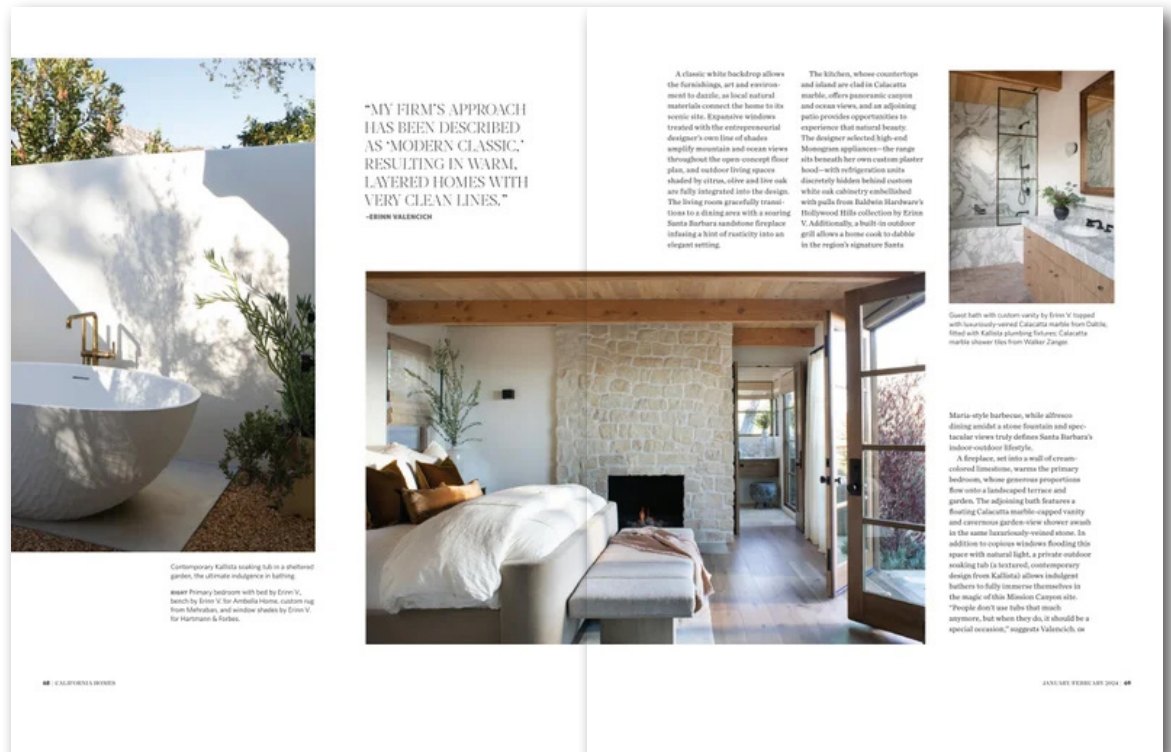 “MY FIRM’S APPROACH
HAS BEEN DESCRIBED
AS ‘MODERN CLASSIC,’
RESULTING IN WARM,
LAYERED HOMES WITH
VERY CLEAN LINES.”
–ERINN VALENCICH
Contemporary Kallista soaking tub in a sheltered
garden, the ultimate indulgence in bathing.
RIGHT Primary bedroom with bed by Erinn V.,
bench by Erinn V. for Ambella Home, custom rug
from Mehraban, and window shades by Erinn V.
for Hartmann & Forbes.
68 | CALIFORNIA HOMES
A classic white backdrop allows
the furnishings, art and environ-
ment to dazzle, as local natural
materials connect the home to its
scenic site. Expansive windows
treated with the entrepreneurial
designer’s own line of shades
amplify mountain and ocean views
throughout the open-concept floor
plan, and outdoor living spaces
shaded by citrus, olive and live oak
are fully integrated into the design.
The living room gracefully transi-
tions to a dining area with a soaring
Santa Barbara sandstone fireplace
infusing a hint of rusticity into an
elegant setting.
The kitchen, whose countertops
and island are clad in Calacatta
marble, offers panoramic canyon
and ocean views, and an adjoining
patio provides opportunities to
experience that natural beauty.
The designer selected high-end
Monogram appliances—the range
sits beneath her own custom plaster
hood—with refrigeration units
discretely hidden behind custom
white oak cabinetry embellished
with pulls from Baldwin Hardware’s
Hollywood Hills collection by Erinn
V. Additionally, a built-in outdoor
grill allows a home cook to dabble
in the region’s signature Santa
Guest bath with custom vanity by Erinn V. topped
with luxuriously-veined Calacatta marble from Daltile,
fitted with Kallista plumbing fixtures; Calacatta
marble shower tiles from Walker Zanger.
Maria-style barbecue, while alfresco
dining amidst a stone fountain and spec-
tacular views truly defines Santa Barbara’s
indoor-outdoor lifestyle.
A fireplace, set into a wall of cream-
colored limestone, warms the primary
bedroom, whose generous proportions
flow onto a landscaped terrace and
garden. The adjoining bath features a
floating Calacatta marble-capped vanity
and cavernous garden-view shower awash
in the same luxuriously-veined stone. In
addition to copious windows flooding this
space with natural light, a private outdoor
soaking tub (a textured, contemporary
design from Kallista) allows indulgent
bathers to fully immerse themselves in
the magic of this Mission Canyon site.
“People don’t use tubs that much
anymore, but when they do, it should be a
special occasion,” suggests Valencich.
JANUARY/FEBRUARY 2024 | 69